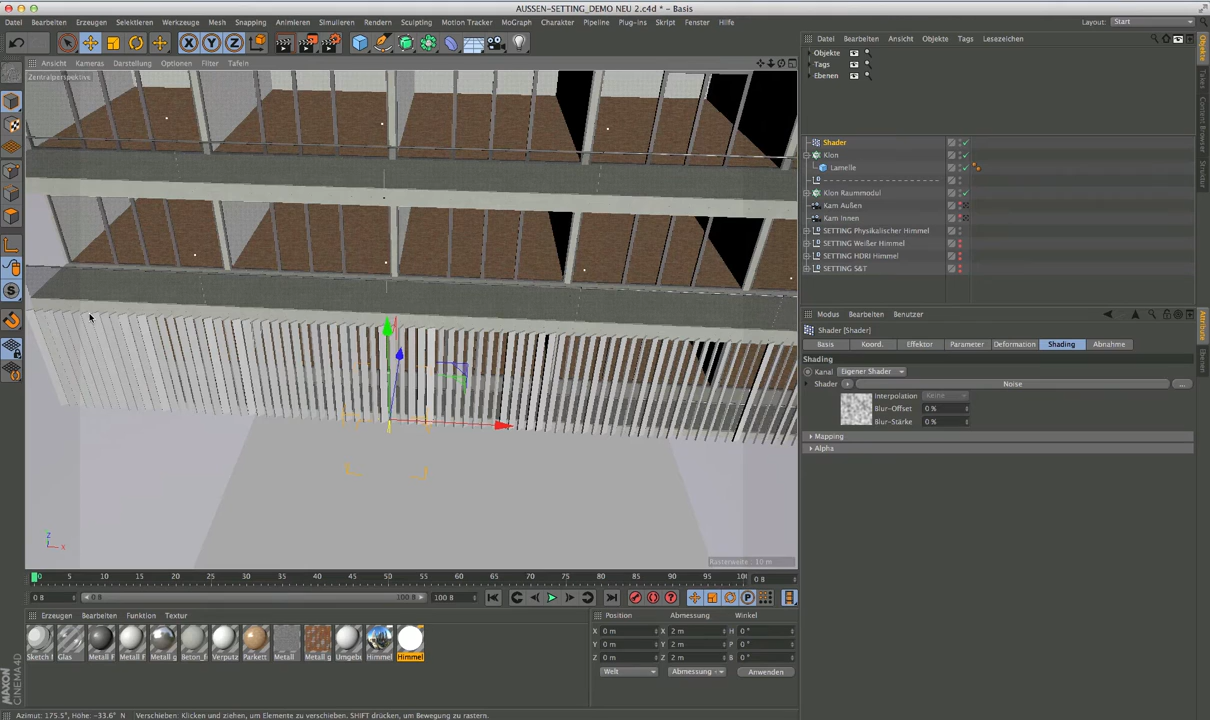 AUSSEN-SETTING_DEMO NEU 2.c4d * - Basis
Datei Bearbeiten Erzeugen Selektieren Werkzeuge Mesh Snapping Animieren Simulieren Rendern Sculpting Motion Tracker MoGraph Charakter Pipeline Plug-ins Skript Fenster Hilfe Layout: Start
Ansicht Kameras Darstellung Optionen Filter Tafeln
Zentralperspektive
Datei Bearbeiten Ansicht Objekte Tags Lesezeichen
Objekte
Tags
Ebenen
Shader
Klon
Lamelle
Klon Raummodul
Kam Außen
Kam Innen
SETTING Physikalischer Himmel
SETTING Weißer Himmel
SETTING HDRI Himmel
SETTING S&T
Objekte Takes Content Browser Struktur
Modus Bearbeiten Benutzer
Shader [Shader]
Basis Koord. Effektor Parameter Deformation Shading Abnahme
Shading
Kanal Eigener Shader
Shader Noise ...
Interpolation Keine
Blur-Offset 0 %
Blur-Stärke 0 %
Mapping
Alpha
Attribute Ebenen
Z X
Rasterweite : 10 m
0 5 10 15 20 25 30 35 40 45 50 55 60 65 70 75 80 85 90 95 0 B
0 B 0 B 100 B 100 B
Erzeugen Bearbeiten Funktion Textur
Glas Metall Parkett Metall Metall g Himmel Himmel
Position Abmessung Winkel
X 0 m X 2 m H 0 °
Y 0 m Y 2 m P 0 °
Z 0 m Z 2 m B 0 °
Welt Abmessung Anwenden
MAXON CINEMA 4D
Azimut: 175.5°, Höhe: -33.6° N Verschieben: Klicken und ziehen, um Elemente zu verschieben. SHIFT drücken, um Bewegung zu rastern.